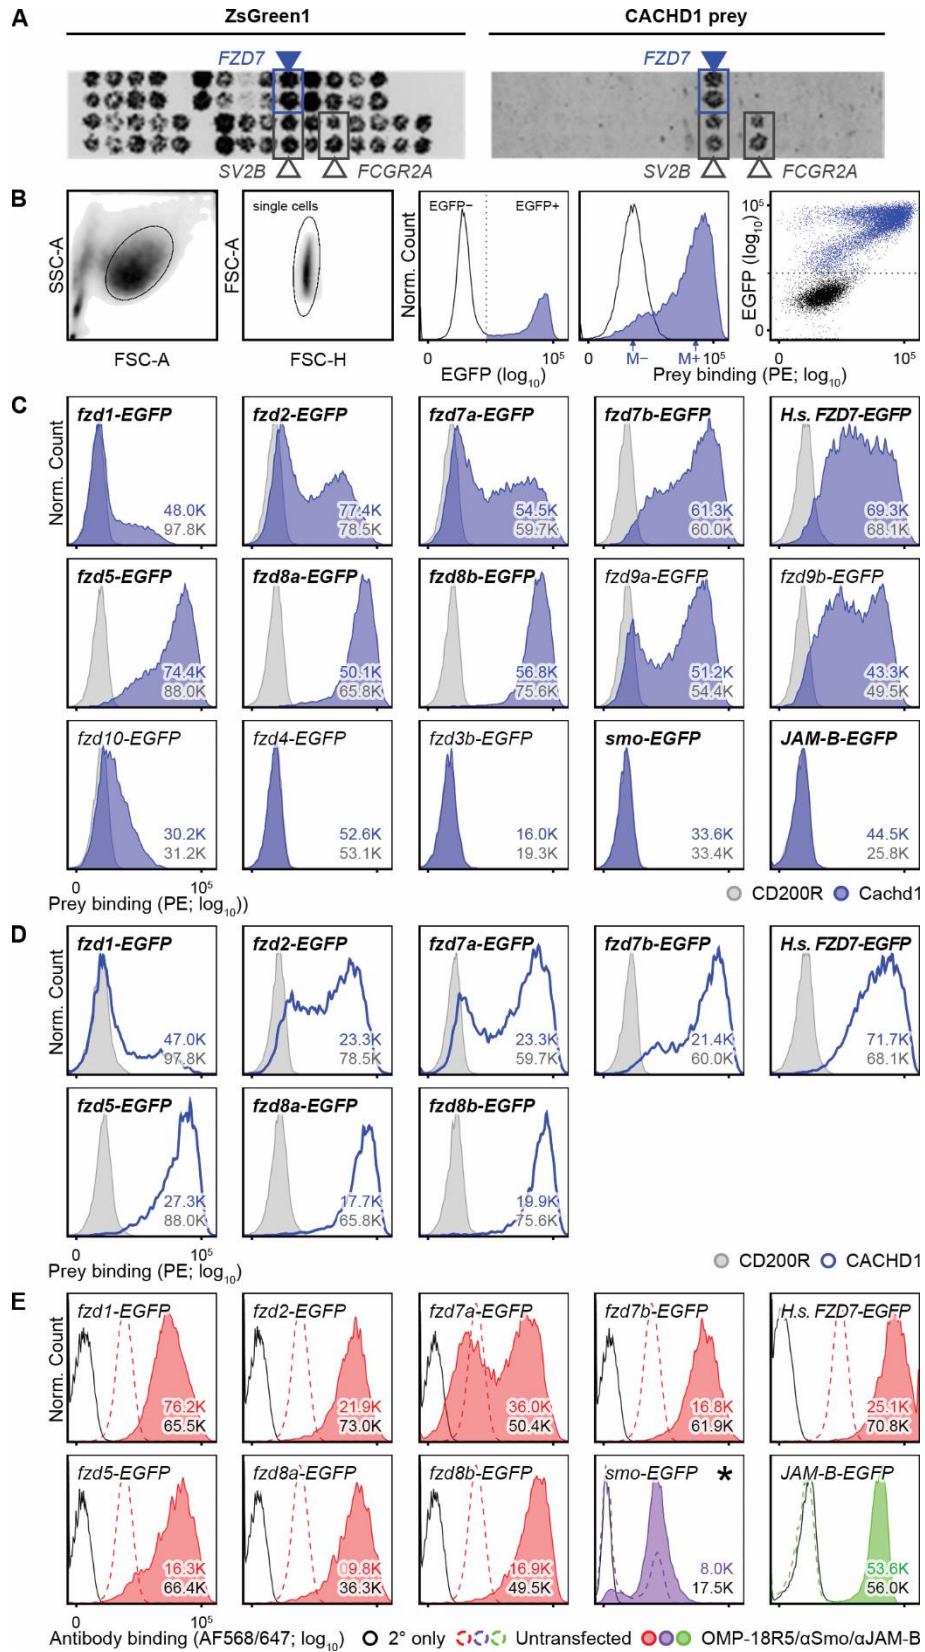 A
ZsGreen1
CACHD1 prey
FZD7
FZD7
SV2B
FCGR2A
SV2B
FCGR2A
B
SSC-A
FSC-A
single cells
FSC-A
FSC-H
Norm. Count
EGFP−
EGFP+
0
10⁵
EGFP (log₁₀)
0
M−
M+
10⁵
Prey binding (PE; log₁₀)
EGFP (log₁₀)
10⁵
0
0
10⁵
C
Norm. Count
fzd1-EGFP
48.0K
97.8K
fzd2-EGFP
77.4K
78.5K
fzd7a-EGFP
54.5K
59.7K
fzd7b-EGFP
61.3K
60.0K
H.s. FZD7-EGFP
69.3K
68.1K
fzd5-EGFP
74.4K
88.0K
fzd8a-EGFP
50.1K
65.8K
fzd8b-EGFP
56.8K
75.6K
fzd9a-EGFP
51.2K
54.4K
fzd9b-EGFP
43.3K
49.5K
fzd10-EGFP
30.2K
31.2K
fzd4-EGFP
52.6K
53.1K
fzd3b-EGFP
16.0K
19.3K
smo-EGFP
33.6K
33.4K
JAM-B-EGFP
44.5K
25.8K
0
10⁵
Prey binding (PE; log₁₀))
CD200R
Cachd1
D
Norm. Count
fzd1-EGFP
47.0K
97.8K
fzd2-EGFP
23.3K
78.5K
fzd7a-EGFP
23.3K
59.7K
fzd7b-EGFP
21.4K
60.0K
H.s. FZD7-EGFP
71.7K
68.1K
fzd5-EGFP
27.3K
88.0K
fzd8a-EGFP
17.7K
65.8K
fzd8b-EGFP
19.9K
75.6K
0
10⁵
Prey binding (PE; log₁₀)
CD200R
CACHD1
E
Norm. Count
fzd1-EGFP
76.2K
65.5K
fzd2-EGFP
21.9K
73.0K
fzd7a-EGFP
36.0K
50.4K
fzd7b-EGFP
16.8K
61.9K
H.s. FZD7-EGFP
25.1K
70.8K
fzd5-EGFP
16.3K
66.4K
fzd8a-EGFP
09.8K
36.3K
fzd8b-EGFP
16.9K
49.5K
smo-EGFP *
8.0K
17.5K
JAM-B-EGFP
53.6K
56.0K
0
10⁵
Antibody binding (AF568/647; log₁₀)
2° only
Untransfected
OMP-18R5/αSmo/αJAM-B